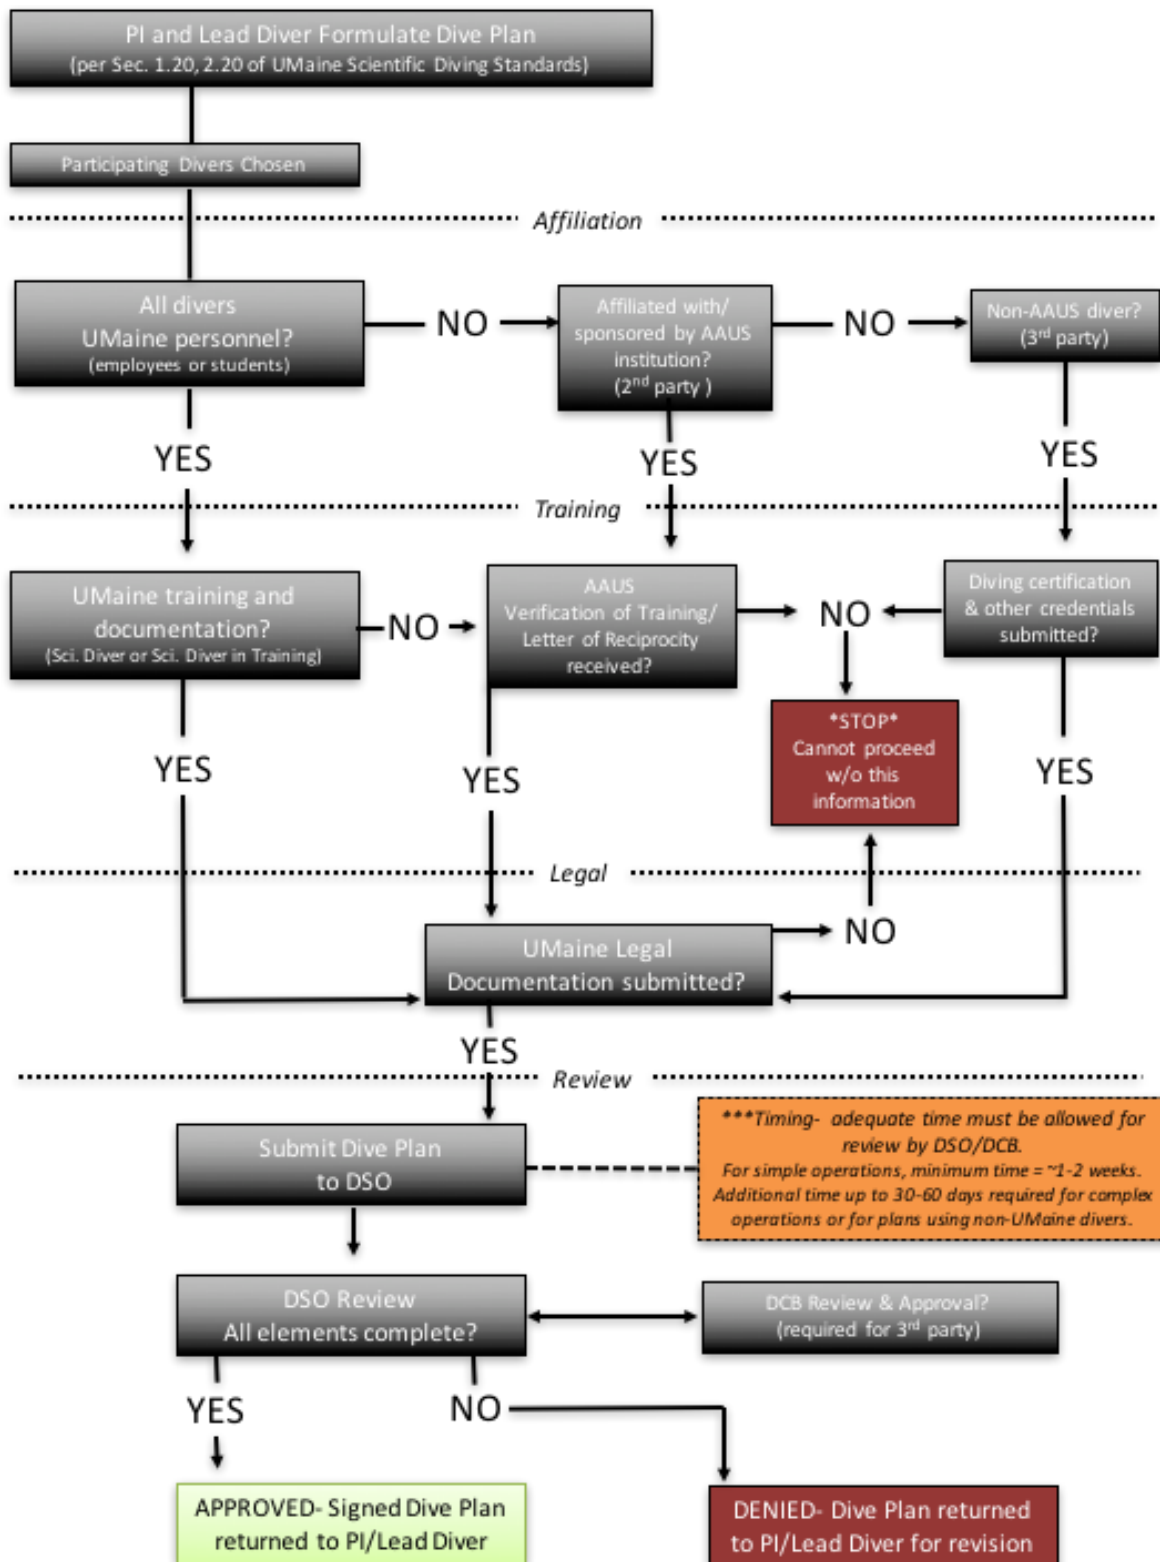 PI and Lead Diver Formulate Dive Plan
(per Sec. 1.20, 2.20 of UMaine Scientific Diving Standards)
Participating Divers Chosen
Affiliation
All divers
UMaine personnel?
(employees or students)
NO
Affiliated with/
sponsored by AAUS
institution?
(2nd party )
NO
Non-AAUS diver?
(3rd party)
YES
YES
YES
Training
UMaine training and
documentation?
(Sci. Diver or Sci. Diver in Training)
NO
AAUS
Verification of Training/
Letter of Reciprocity
received?
NO
Diving certification
& other credentials
submitted?
*STOP*
Cannot proceed
w/o this
information
YES
YES
YES
Legal
UMaine Legal
Documentation submitted?
NO
YES
Review
Submit Dive Plan
to DSO
***Timing- adequate time must be allowed for
review by DSO/DCB.
For simple operations, minimum time = ~1-2 weeks.
Additional time up to 30-60 days required for complex
operations or for plans using non-UMaine divers.
DSO Review
All elements complete?
DCB Review & Approval?
(required for 3rd party)
YES
NO
APPROVED- Signed Dive Plan
returned to PI/Lead Diver
DENIED- Dive Plan returned
to PI/Lead Diver for revision